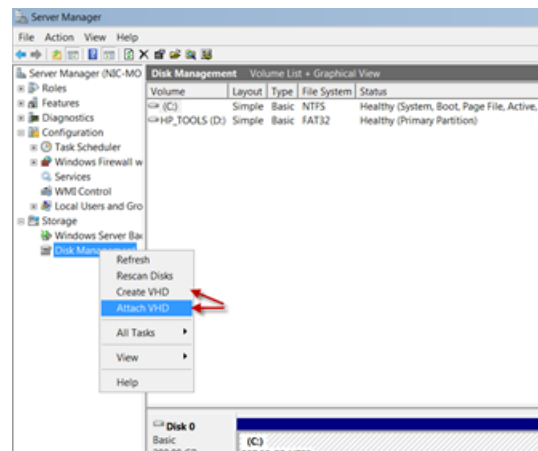 Server Manager
File Action View Help
Server Manager (NIC-MO
Roles
Features
Diagnostics
Configuration
Task Scheduler
Windows Firewall w
Services
WMI Control
Local Users and Gro
Storage
Windows Server Bac
Disk Management
Disk Management Volume List + Graphical View
Volume Layout Type File System Status
(C:) Simple Basic NTFS Healthy (System, Boot, Page File, Active,
HP_TOOLS (D:) Simple Basic FAT32 Healthy (Primary Partition)
Refresh
Rescan Disks
Create VHD
Attach VHD
All Tasks
View
Help
Disk 0
Basic
(C:)